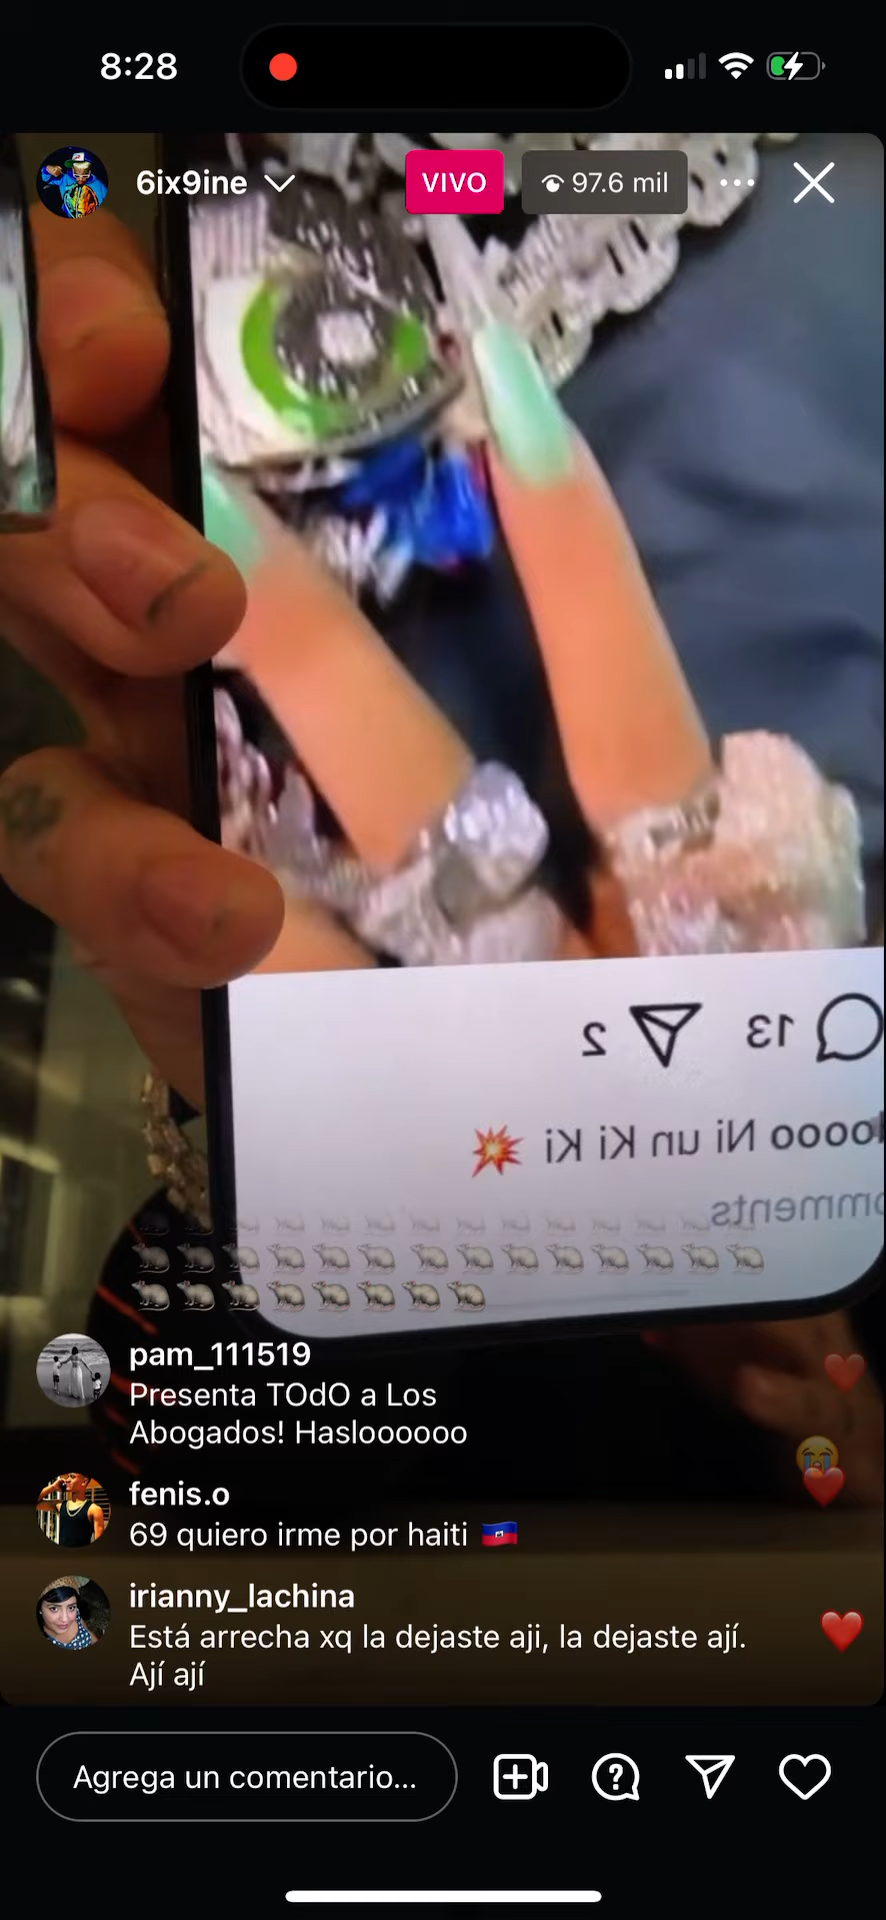 8:28
6ix9ine
VIVO
97.6 mil
13
2
oooo Ni un Ki Ki 💥
pam_111519
Presenta TOdO a Los
Abogados! Hasloooooo
fenis.o
69 quiero irme por haiti 🇭🇹
irianny_lachina
Está arrecha xq la dejaste aji, la dejaste ají.
Ají ají
Agrega un comentario...